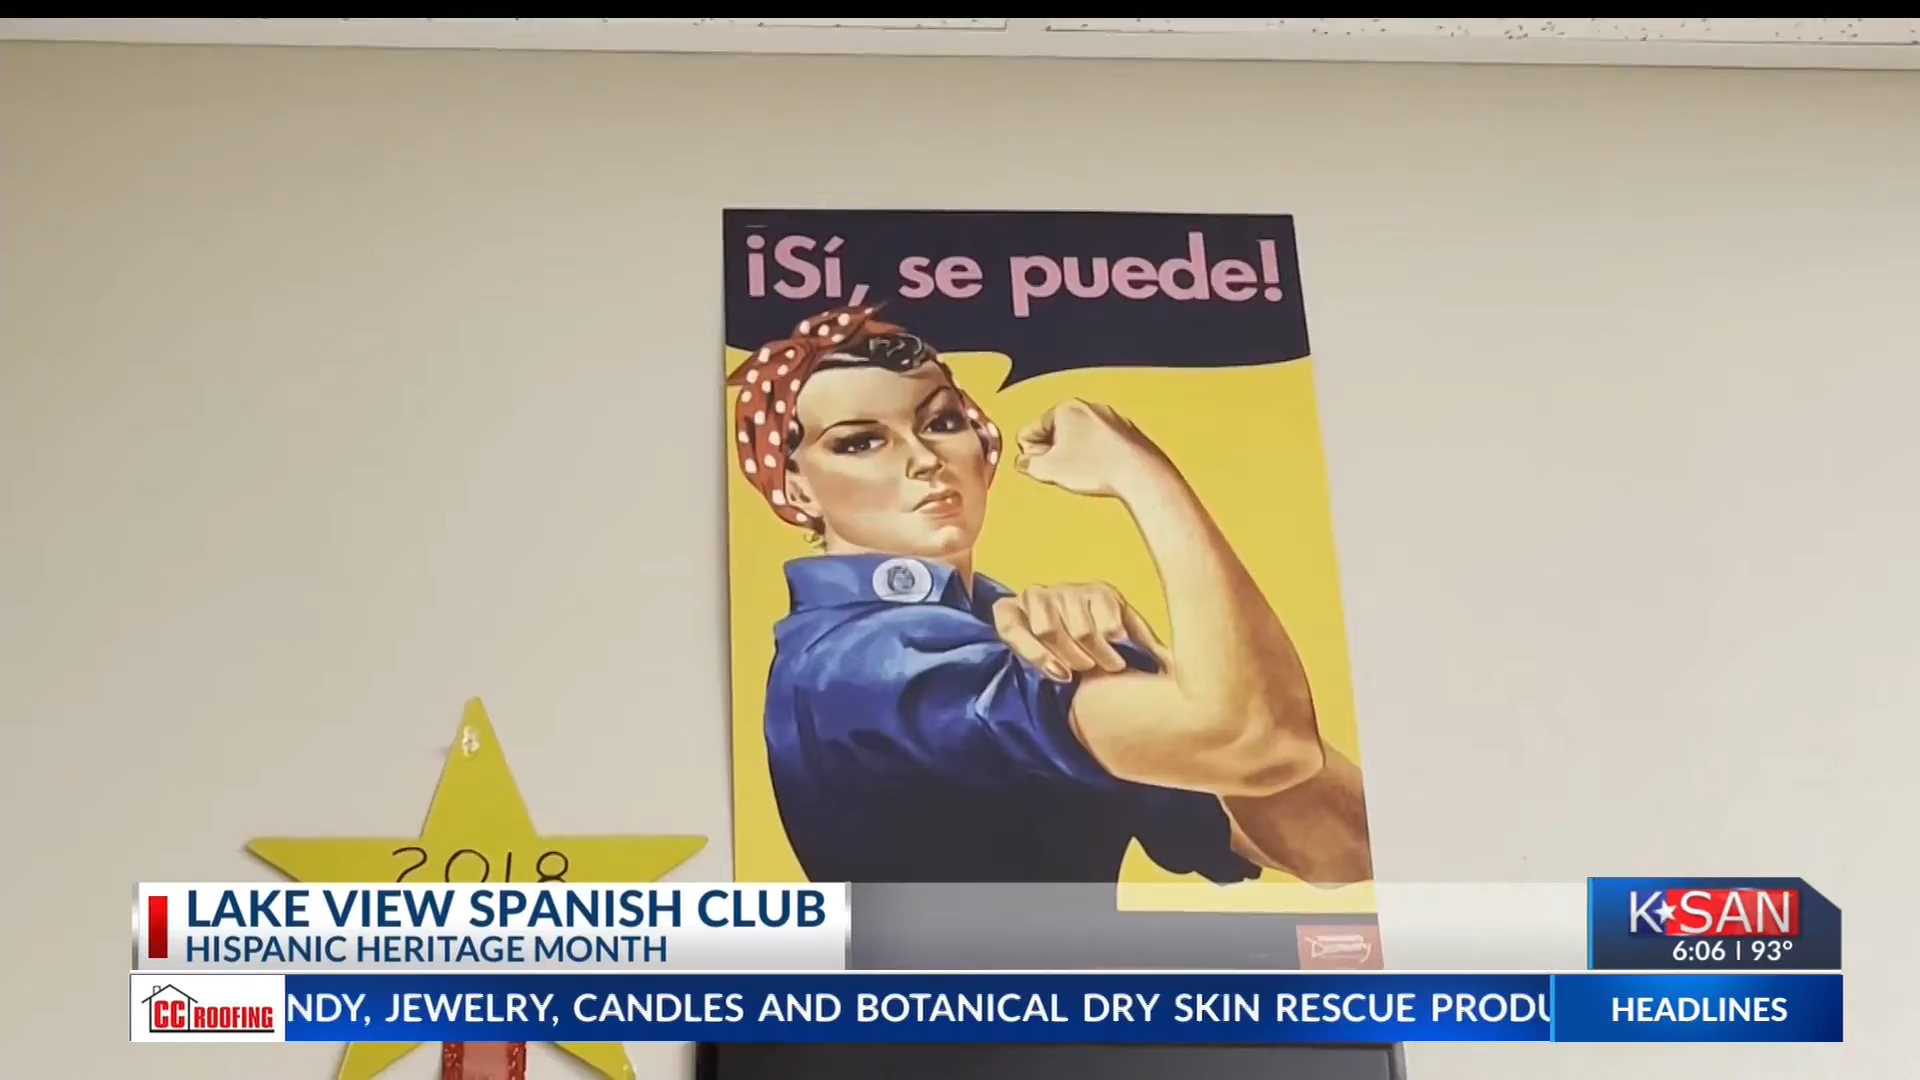 ¡Sí, se puede!
2018
LAKE VIEW SPANISH CLUB
HISPANIC HERITAGE MONTH
KSAN
6:06 | 93°
CC ROOFING
NDY, JEWELRY, CANDLES AND BOTANICAL DRY SKIN RESCUE PRODU
HEADLINES